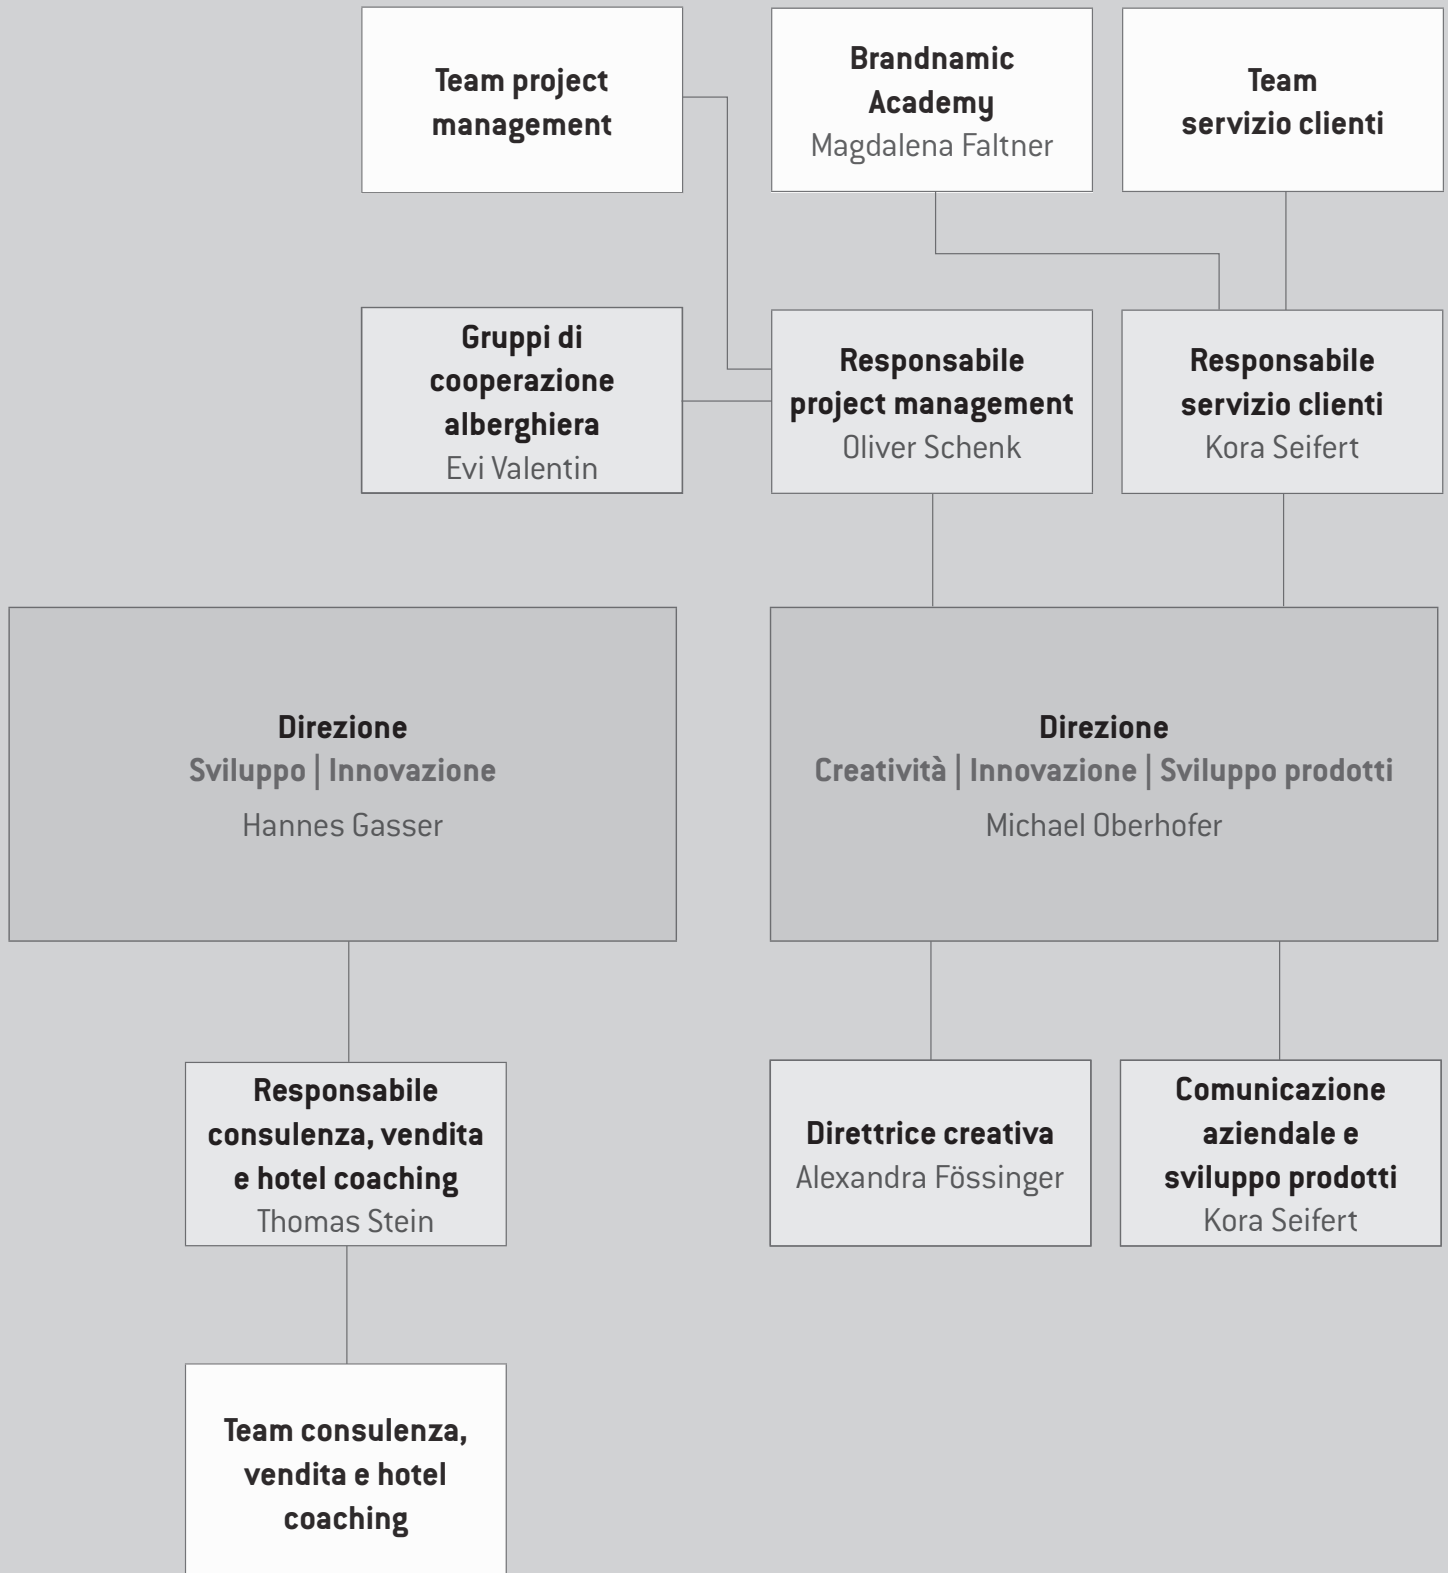 Team project
management
Brandnamic
Academy
Magdalena Faltner
Team
servizio clienti
Gruppi di
cooperazione
alberghiera
Evi Valentin
Responsabile
project management
Oliver Schenk
Responsabile
servizio clienti
Kora Seifert
Direzione
Sviluppo | Innovazione
Hannes Gasser
Direzione
Creatività | Innovazione | Sviluppo prodotti
Michael Oberhofer
Responsabile
consulenza, vendita
e hotel coaching
Thomas Stein
Direttrice creativa
Alexandra Fössinger
Comunicazione
aziendale e
sviluppo prodotti
Kora Seifert
Team consulenza,
vendita e hotel
coaching